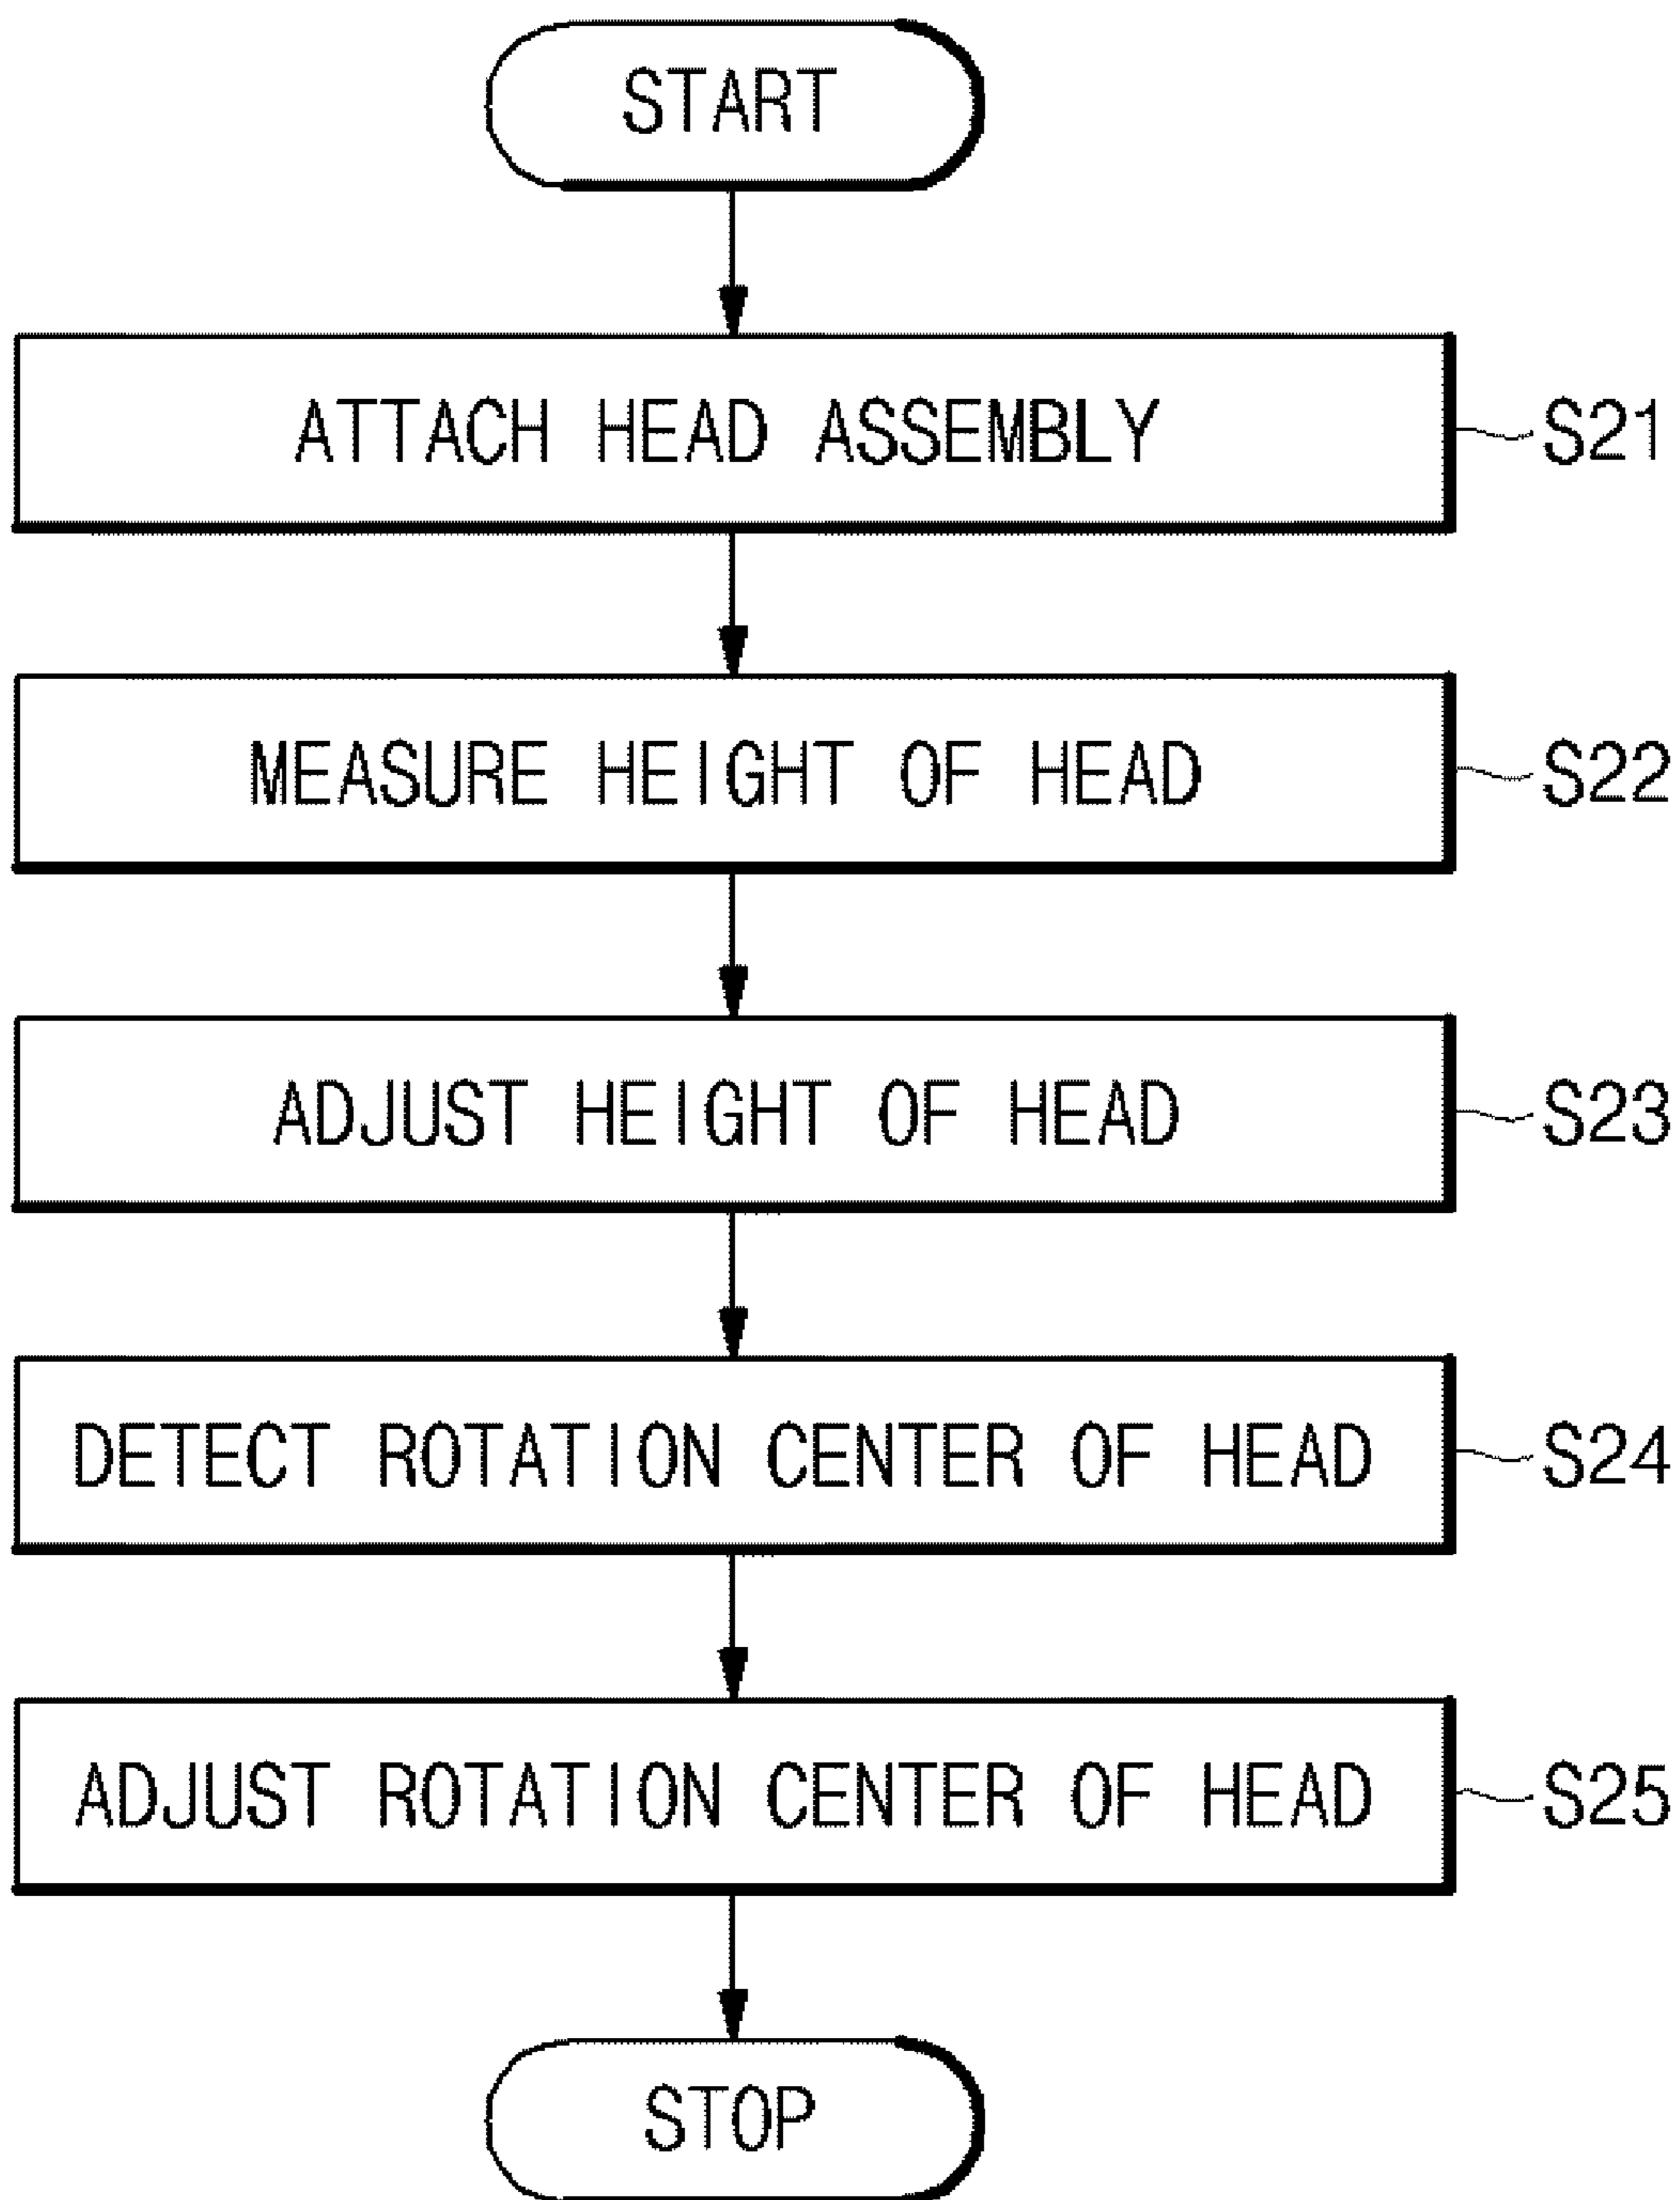 START
ATTACH HEAD ASSEMBLY S21
MEASURE HEIGHT OF HEAD S22
ADJUST HEIGHT OF HEAD S23
DETECT ROTATION CENTER OF HEAD S24
ADJUST ROTATION CENTER OF HEAD S25
STOP